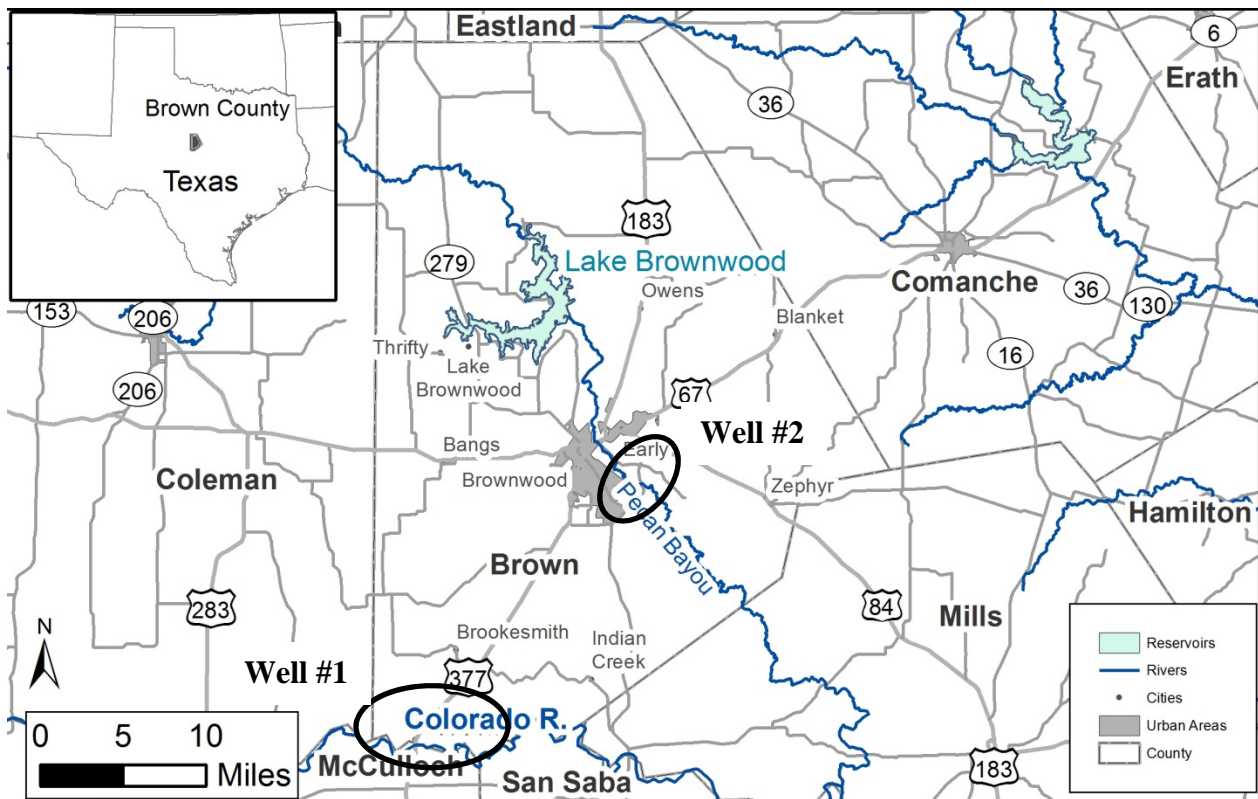 Eastland
6
Erath
Brown County
Texas
36
183
279
Lake Brownwood
Owens
Comanche
36
130
153
206
Blanket
Thrifty
Lake
Brownwood
16
206
67
Well #2
Bangs
Early
Coleman
Brownwood
Zephyr
Pecan Bayou
Hamilton
Brown
283
84
Mills
Reservoirs
Rivers
Cities
Urban Areas
County
N
Brookesmith
Indian
Creek
Well #1
377
Colorado R.
0 5 10
Miles
McCulloch
San Saba
183